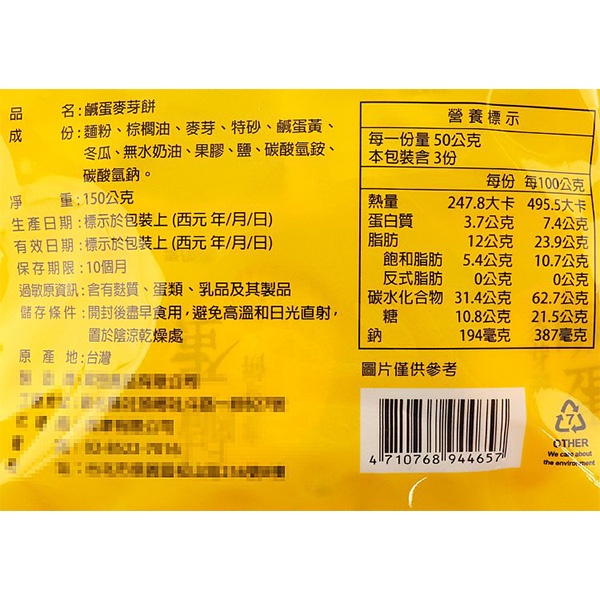 品　　名:鹹蛋麥芽餅
成　　份:麵粉、棕櫚油、麥芽、特砂、鹹蛋黃、
冬瓜、無水奶油、果膠、鹽、碳酸氫銨、
碳酸氫鈉。
淨　　重:150公克
生產日期:標示於包裝上 (西元 年/月/日)
有效日期:標示於包裝上 (西元 年/月/日)
保存期限:10個月
過敏原資訊:含有麩質、蛋類、乳品及其製品
儲存條件:開封後盡早食用,避免高溫和日光直射,
置於陰涼乾燥處
原 產 地:台灣
營養標示
每一份量 50公克
本包裝含 3份
每份 每100公克
熱量 247.8大卡 495.5大卡
蛋白質 3.7公克 7.4公克
脂肪 12公克 23.9公克
飽和脂肪 5.4公克 10.7公克
反式脂肪 0公克 0公克
碳水化合物 31.4公克 62.7公克
糖 10.8公克 21.5公克
鈉 194毫克 387毫克
圖片僅供參考
4 710768 944657
7
OTHER
We care about
the environment